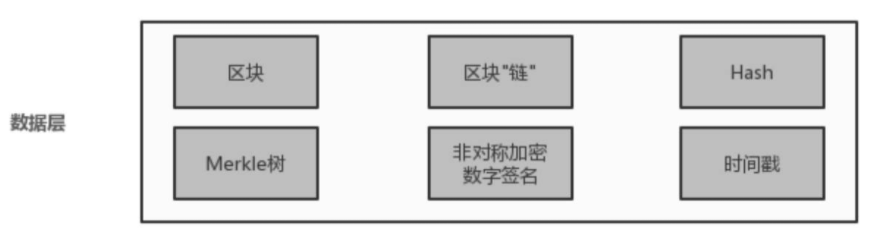 区块
区块"链"
Hash
数据层
Merkle树
非对称加密
数字签名
时间戳